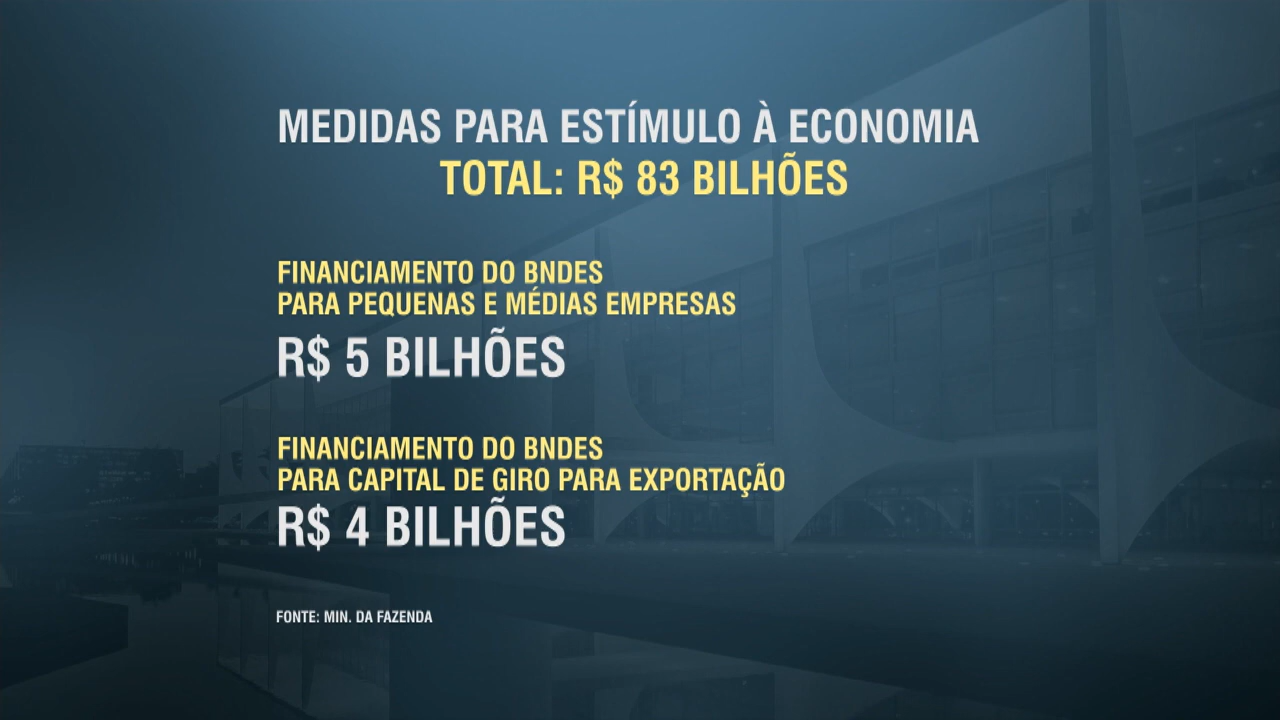 MEDIDAS PARA ESTÍMULO À ECONOMIA
TOTAL: R$ 83 BILHÕES
FINANCIAMENTO DO BNDES
PARA PEQUENAS E MÉDIAS EMPRESAS
R$ 5 BILHÕES
FINANCIAMENTO DO BNDES
PARA CAPITAL DE GIRO PARA EXPORTAÇÃO
R$ 4 BILHÕES
FONTE: MIN. DA FAZENDA